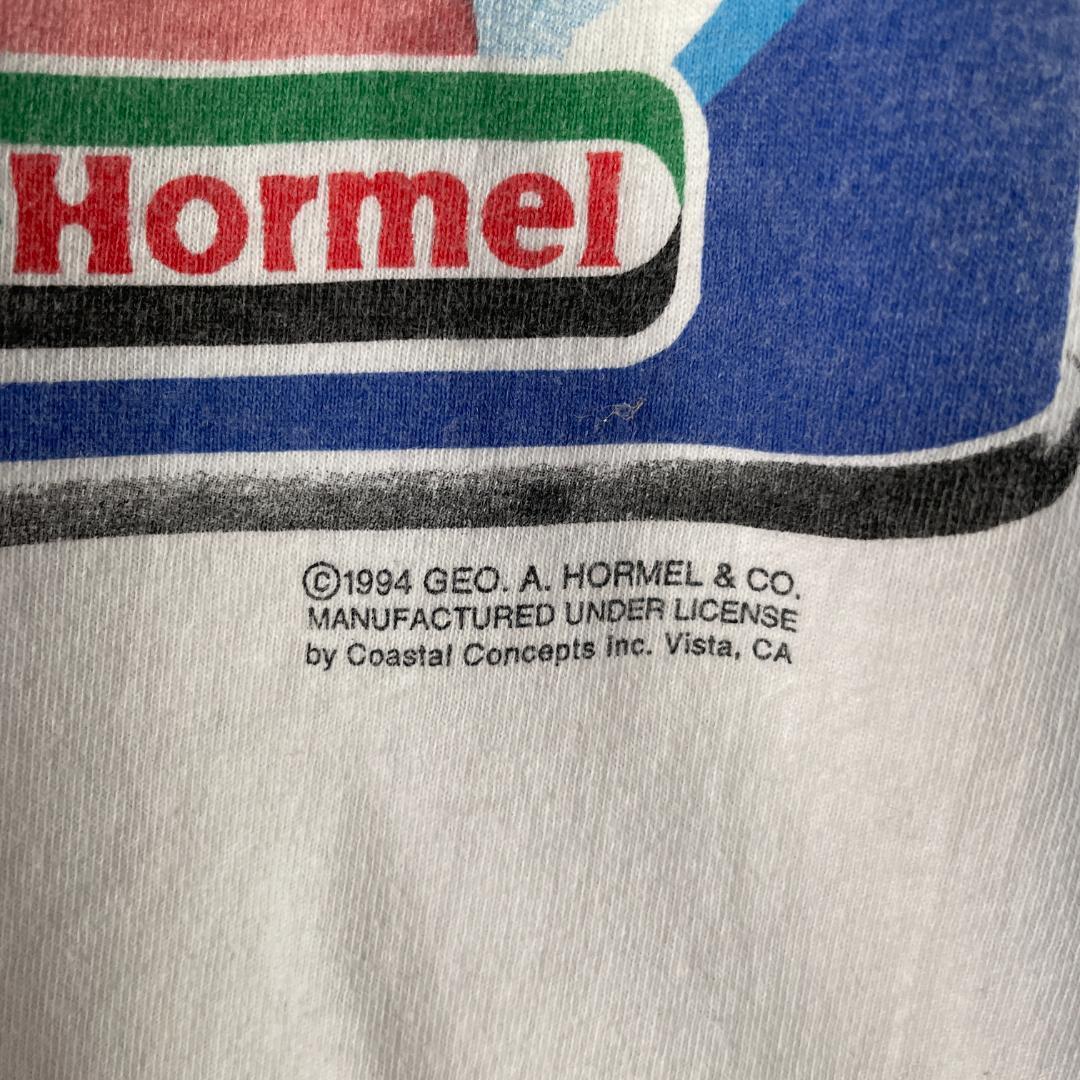 Hormel
©1994 GEO. A. HORMEL & CO.
MANUFACTURED UNDER LICENSE
by Coastal Concepts Inc. Vista, CA